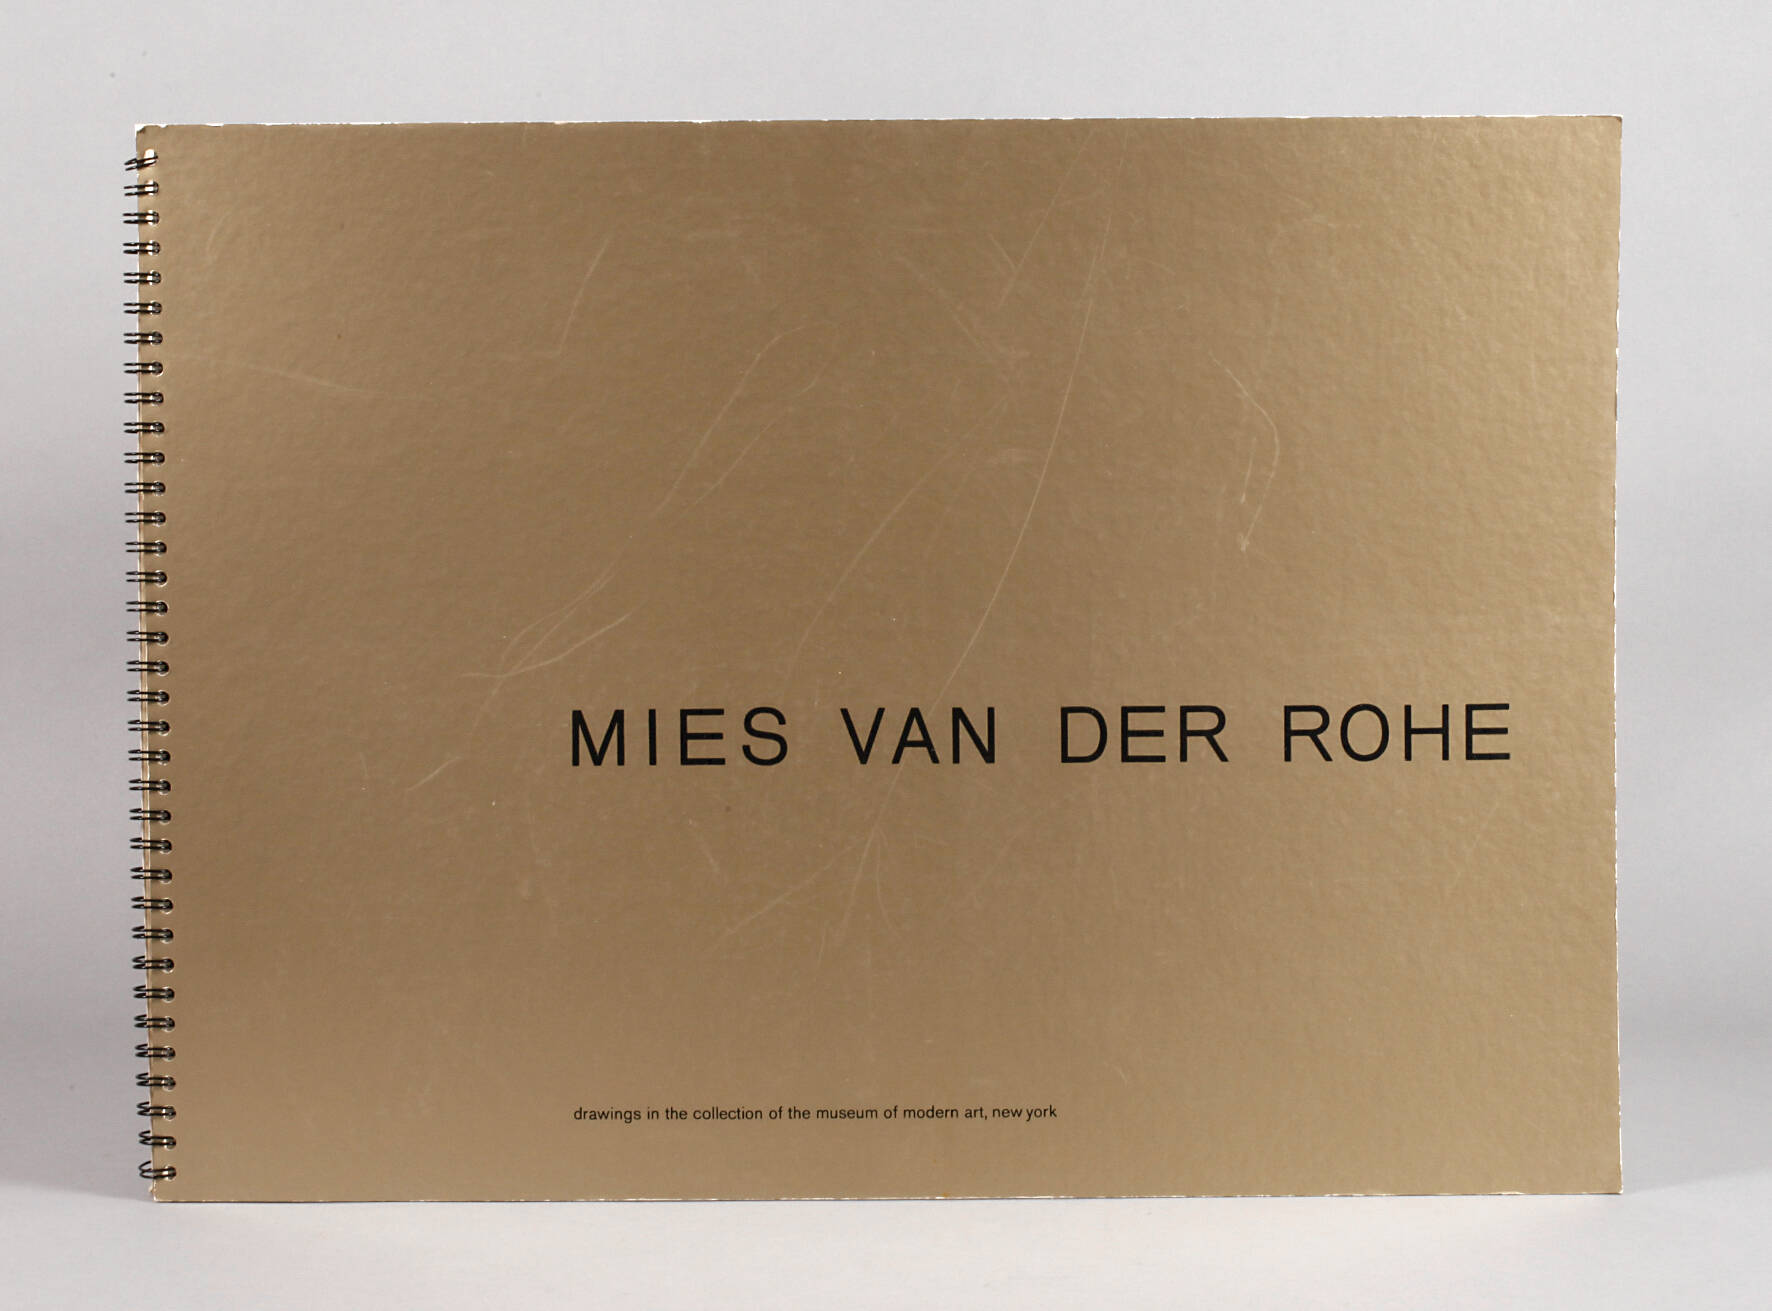 MIES VAN DER ROHE
drawings in the collection of the museum of modern art, new york